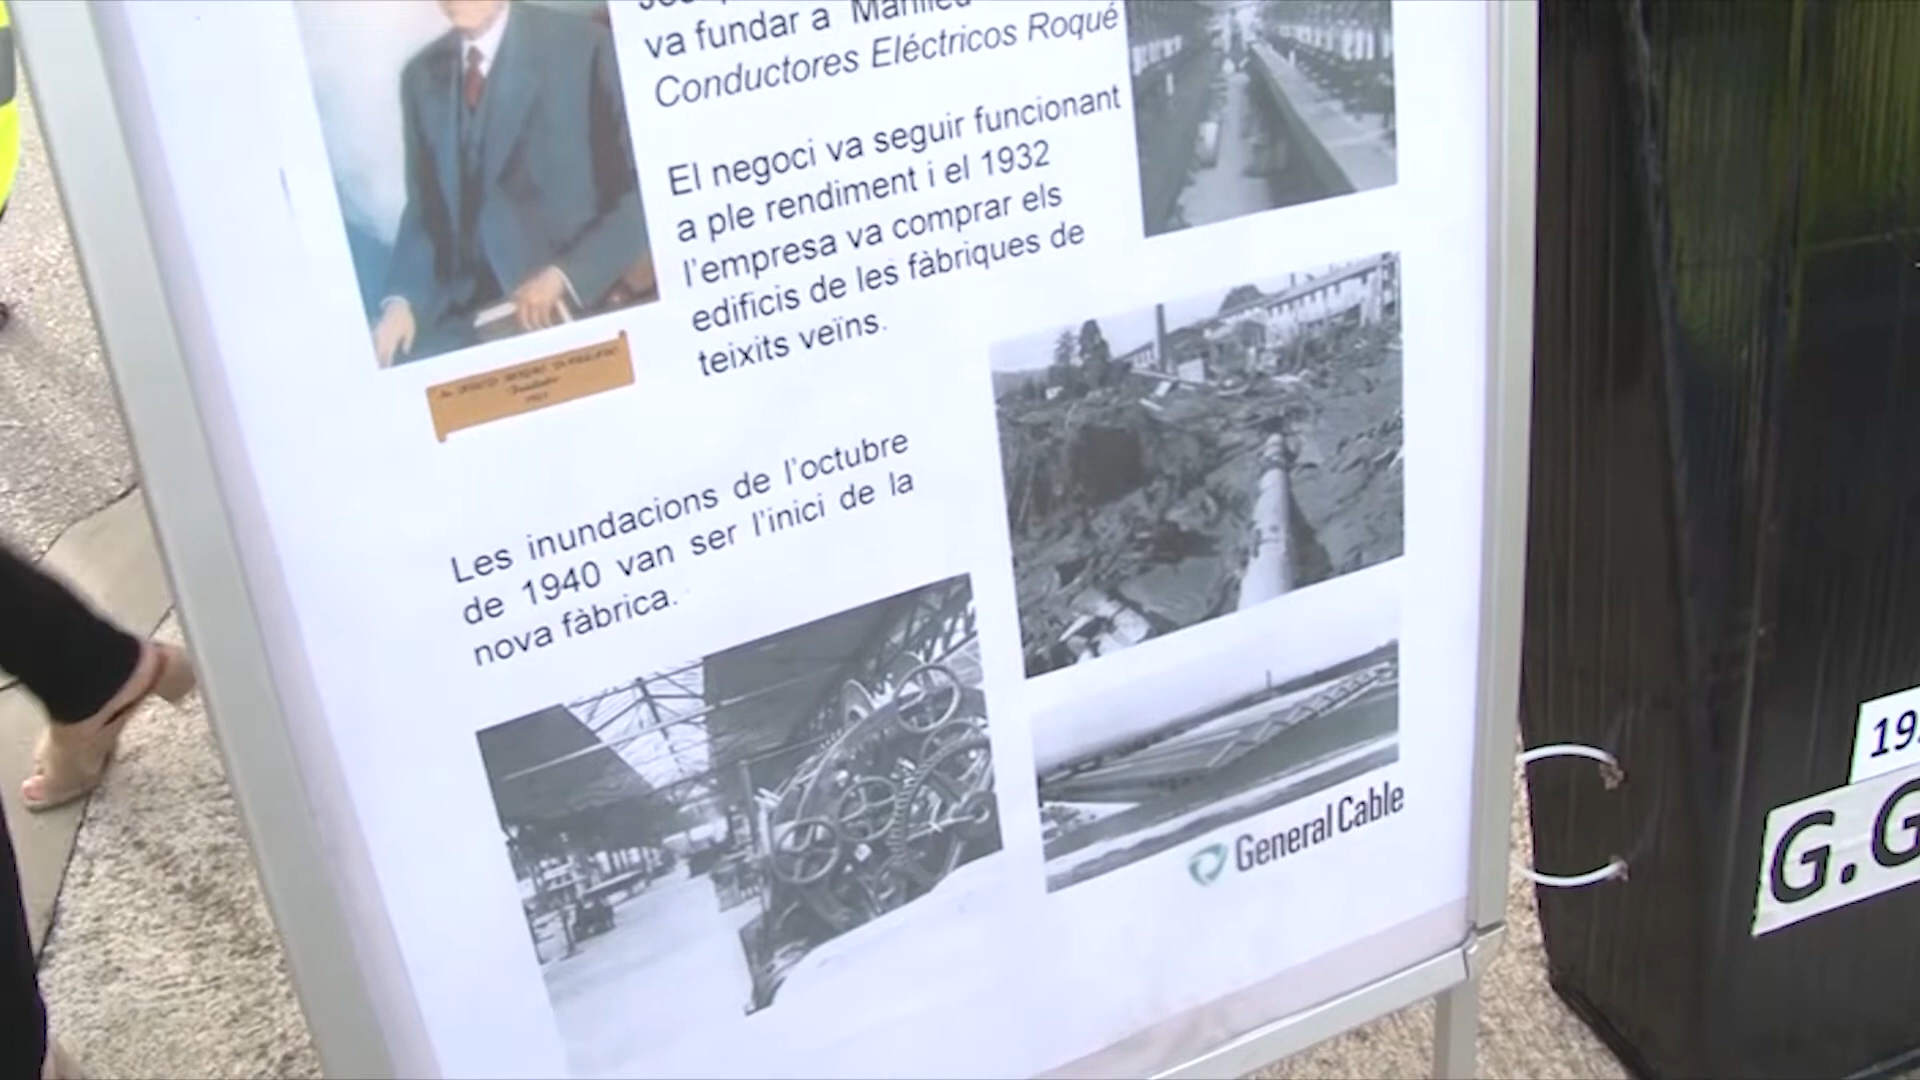 va fundar a Manlleu
Conductores Eléctricos Roqué
El negoci va seguir funcionant
a ple rendiment i el 1932
l'empresa va comprar els
edificis de les fàbriques de
teixits veïns.
Les inundacions de l'octubre
de 1940 van ser l'inici de la
nova fàbrica.
General Cable
19
G.G